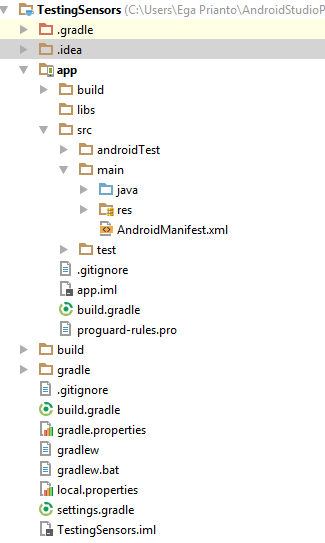 TestingSensors (C:\Users\Ega Prianto\AndroidStudioP
.gradle
.idea
app
build
libs
src
androidTest
main
java
res
AndroidManifest.xml
test
.gitignore
app.iml
build.gradle
proguard-rules.pro
build
gradle
.gitignore
build.gradle
gradle.properties
gradlew
gradlew.bat
local.properties
settings.gradle
TestingSensors.iml